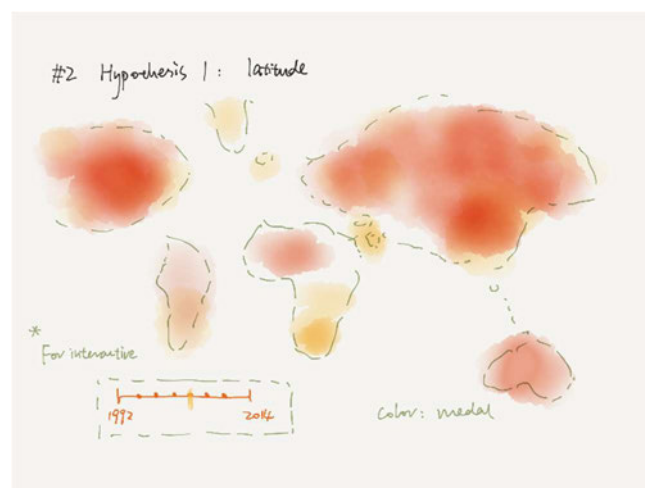 #2 Hypothesis 1: latitude
*
For interactive
1992 2014
color: medal